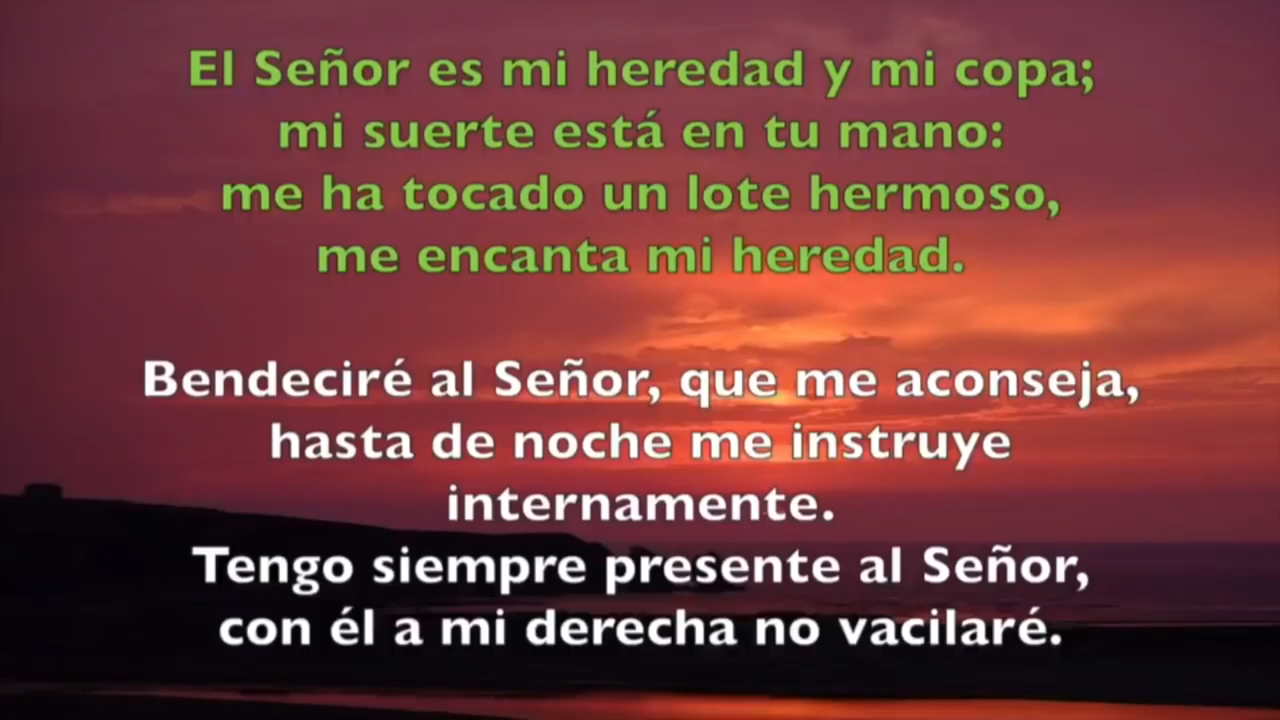 El Señor es mi heredad y mi copa;
mi suerte está en tu mano:
me ha tocado un lote hermoso,
me encanta mi heredad.
Bendeciré al Señor, que me aconseja,
hasta de noche me instruye
internamente.
Tengo siempre presente al Señor,
con él a mi derecha no vacilaré.